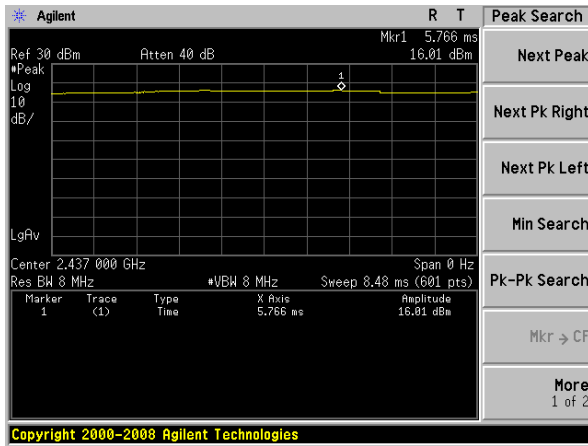 Agilent R T Peak Search
Mkr1 5.766 ms
Ref 30 dBm Atten 40 dB 16.01 dBm
#Peak
Log
10
dB/
1
LgAv
Center 2.437 000 GHz Span 0 Hz
Res BW 8 MHz #VBW 8 MHz Sweep 8.48 ms (601 pts)
Marker Trace Type X Axis Amplitude
1 (1) Time 5.766 ms 16.01 dBm
Next Peak
Next Pk Right
Next Pk Left
Min Search
Pk-Pk Search
Mkr → CF
More
1 of 2
Copyright 2000-2008 Agilent Technologies